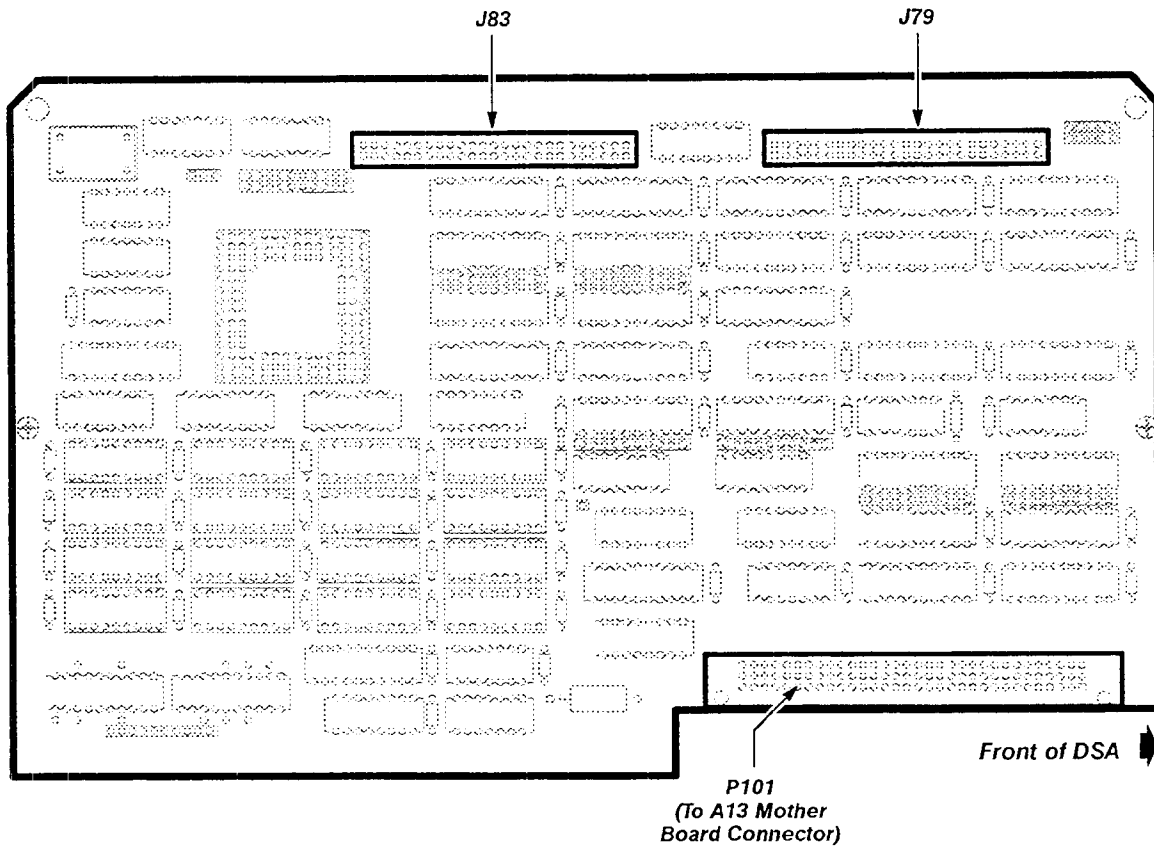 J83
J79
Front of DSA
P101
(To A13 Mother
Board Connector)